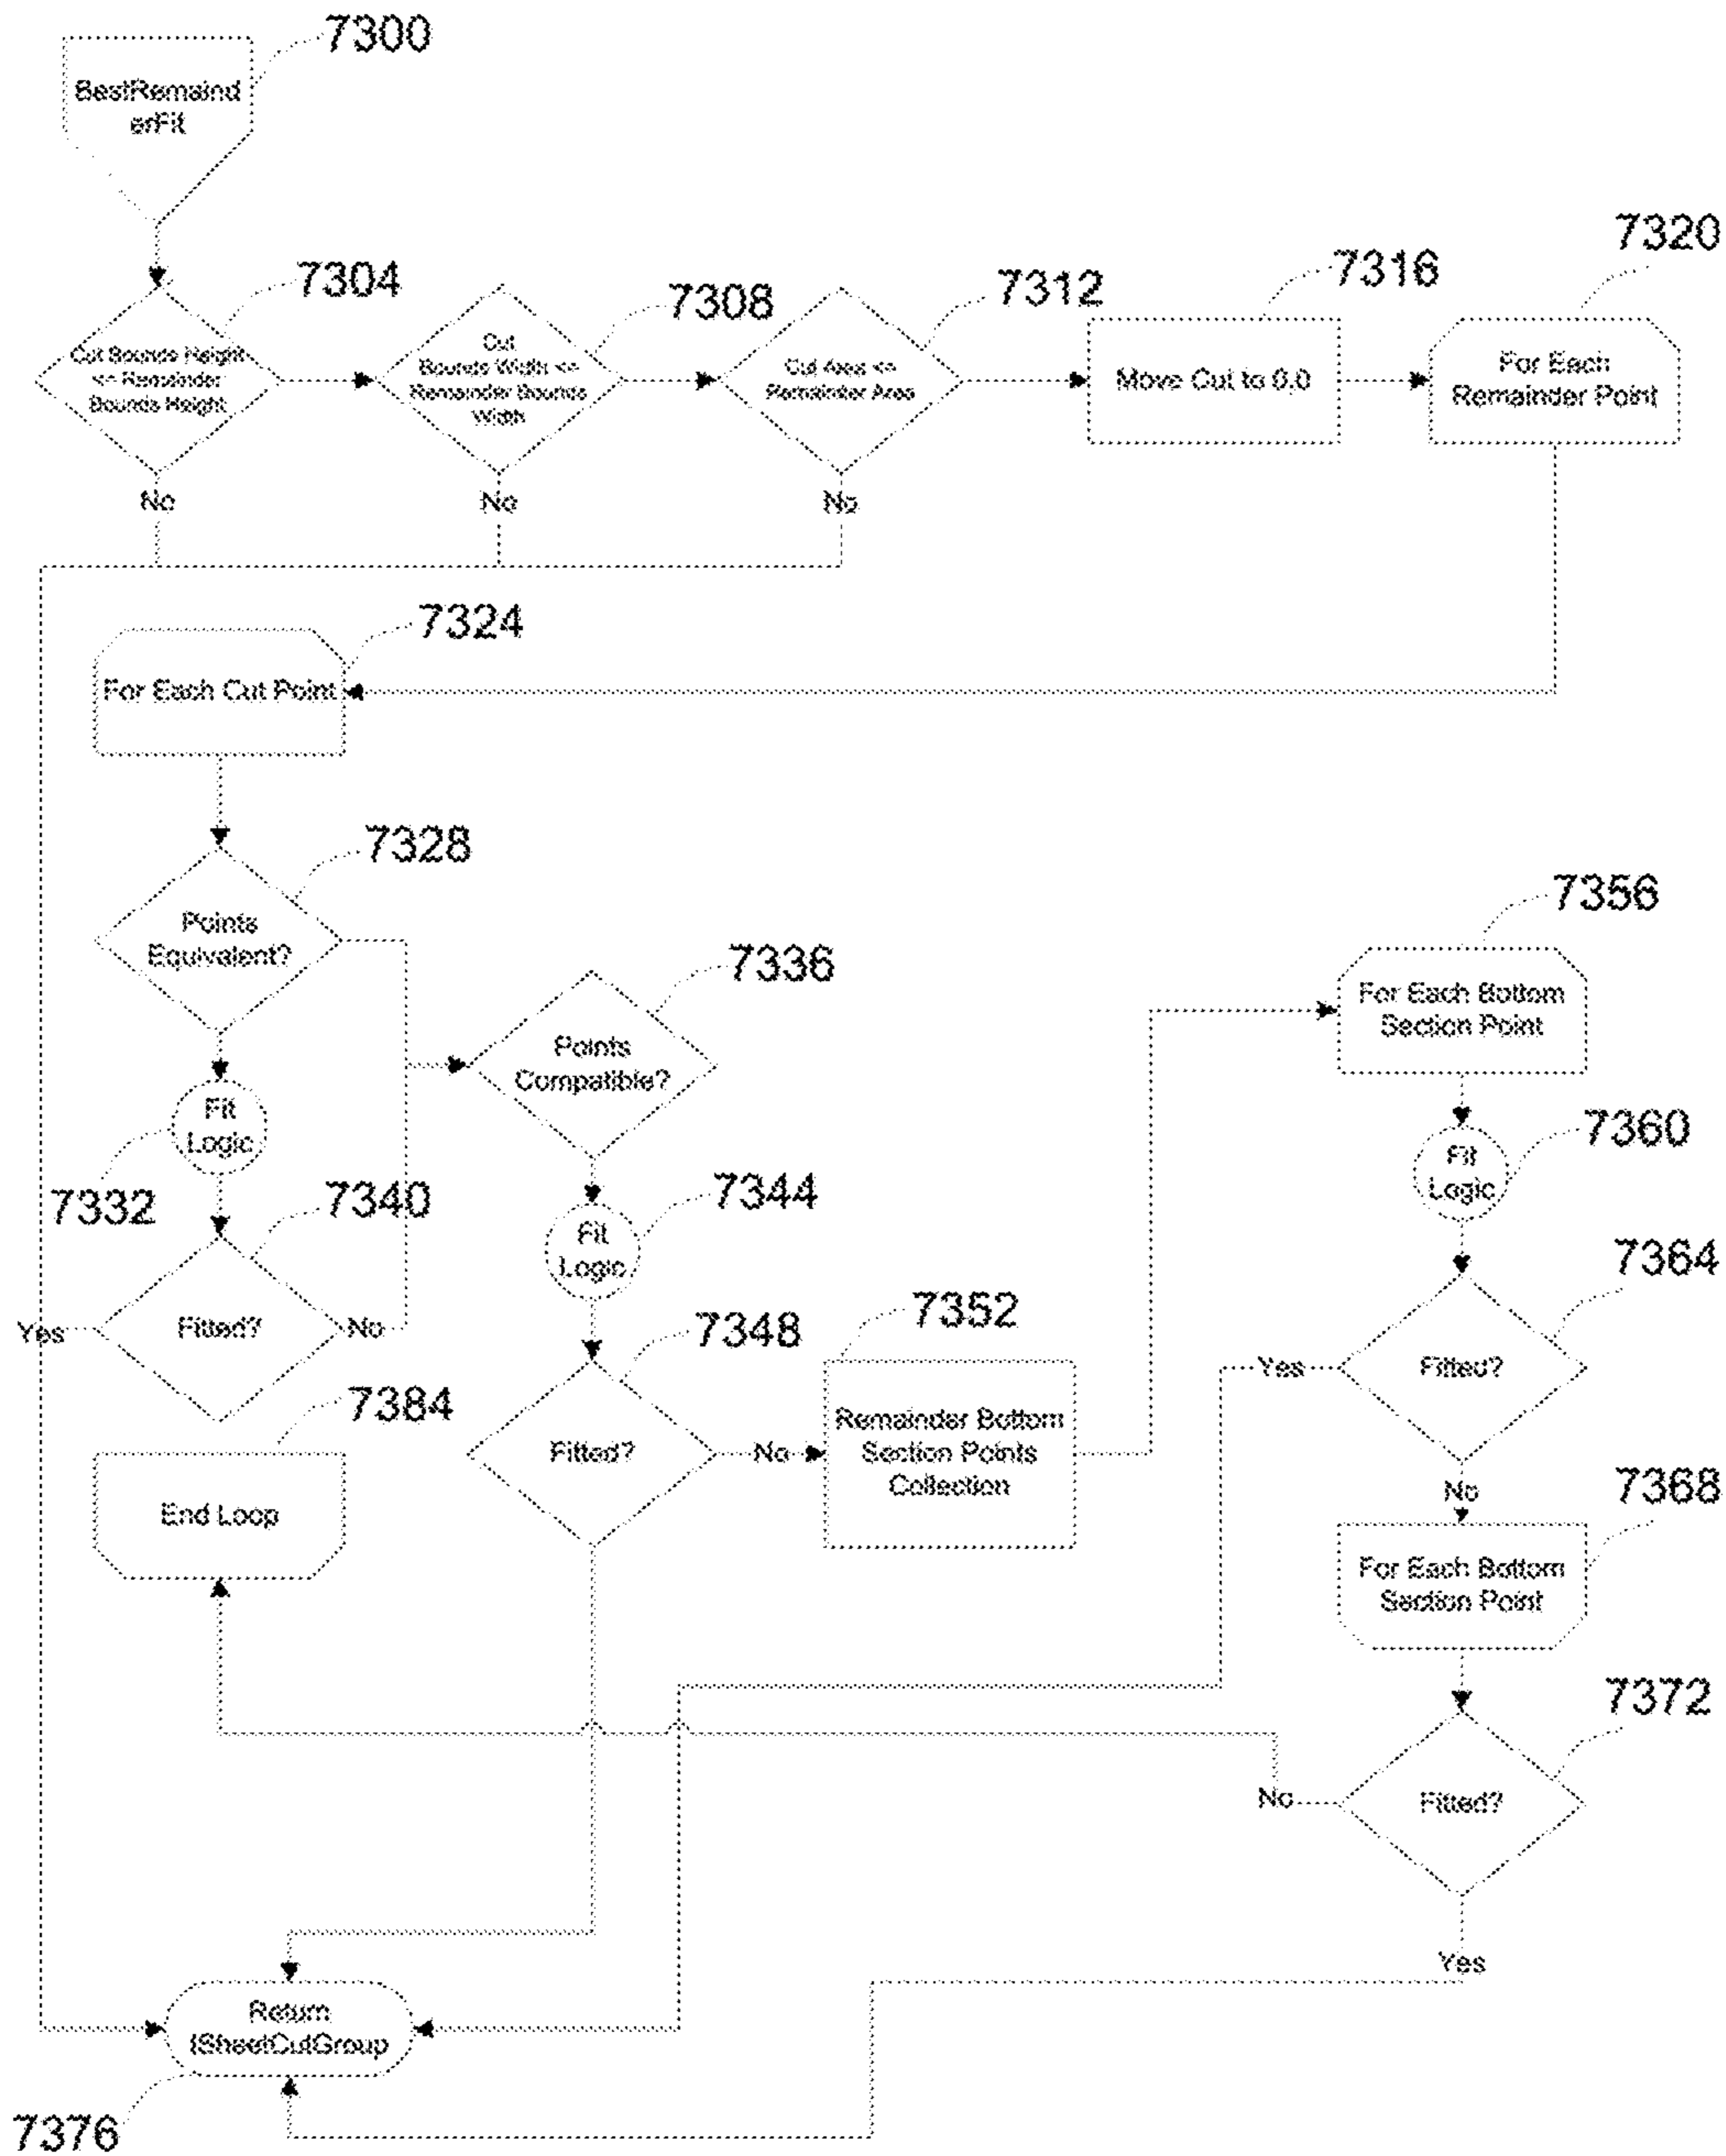 7300
BestRemaind
erFit
7304
Cut Bounds Height
<= Remainder
Bounds Height
7308
Cut
Bounds Width <=
Remainder Bounds
Width
7312
Cut Area <=
Remainter Area
7316
Move Cut to 0.0
7320
For Each
Remainder Point
No
No
No
7324
For Each Cut Point
7328
Points
Equivalent?
7332
Fit
Logic
7336
Points
Compatible?
7340
Yes
Fitted?
No
7344
Fit
Logic
7348
Fitted?
No
7352
Remainder Bottom
Section Points
Collection
7356
For Each Bottom
Section Point
7360
Fit
Logic
7364
Yes
Fitted?
No
7368
For Each Bottom
Section Point
7372
No
Fitted?
Yes
7384
End Loop
Return
ISheetCutGroup
7376